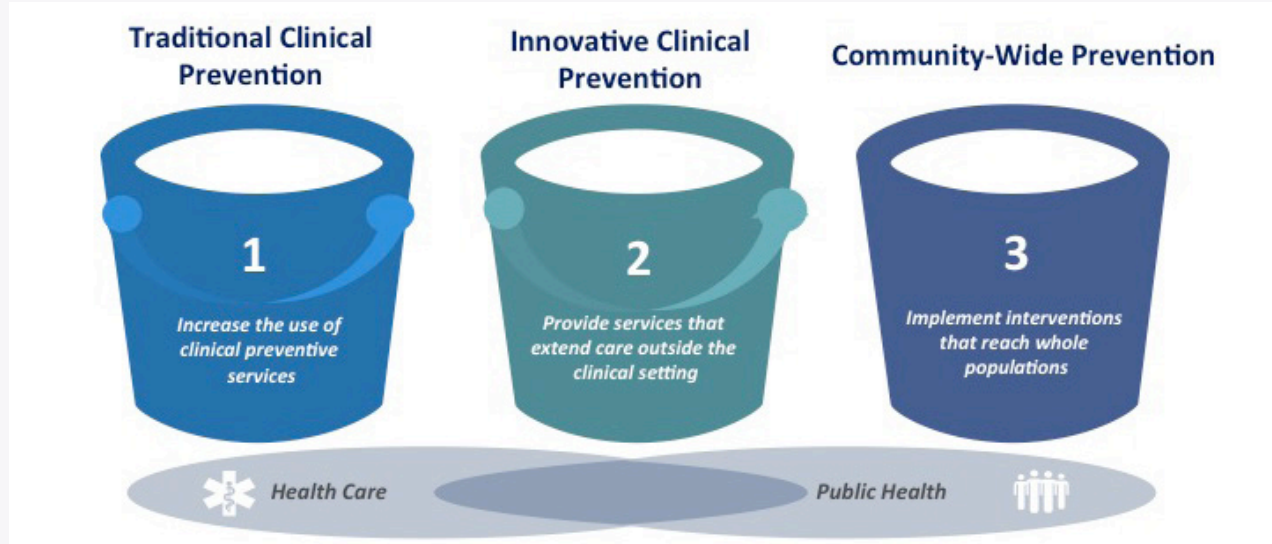 Traditional Clinical
Prevention
Innovative Clinical
Prevention
Community-Wide Prevention
1
Increase the use of
clinical preventive
services
2
Provide services that
extend care outside the
clinical setting
3
Implement interventions
that reach whole
populations
Health Care
Public Health